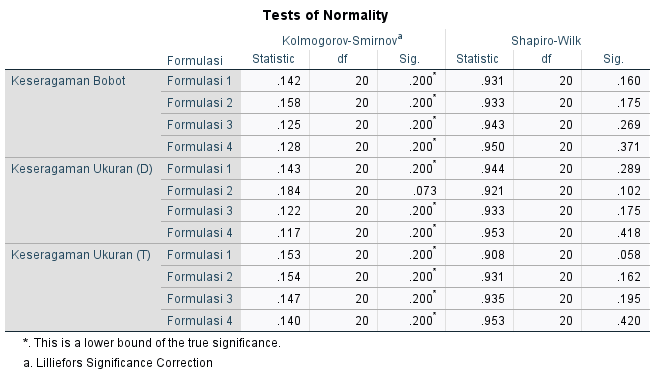 Tests of Normality
Kolmogorov-Smirnovᵃ Shapiro-Wilk
Formulasi Statistic df Sig. Statistic df Sig.
Keseragaman Bobot Formulasi 1 .142 20 .200* .931 20 .160
Formulasi 2 .158 20 .200* .933 20 .175
Formulasi 3 .125 20 .200* .943 20 .269
Formulasi 4 .128 20 .200* .950 20 .371
Keseragaman Ukuran (D) Formulasi 1 .143 20 .200* .944 20 .289
Formulasi 2 .184 20 .073 .921 20 .102
Formulasi 3 .122 20 .200* .933 20 .175
Formulasi 4 .117 20 .200* .953 20 .418
Keseragaman Ukuran (T) Formulasi 1 .153 20 .200* .908 20 .058
Formulasi 2 .154 20 .200* .931 20 .162
Formulasi 3 .147 20 .200* .935 20 .195
Formulasi 4 .140 20 .200* .953 20 .420
*. This is a lower bound of the true significance.
a. Lilliefors Significance Correction